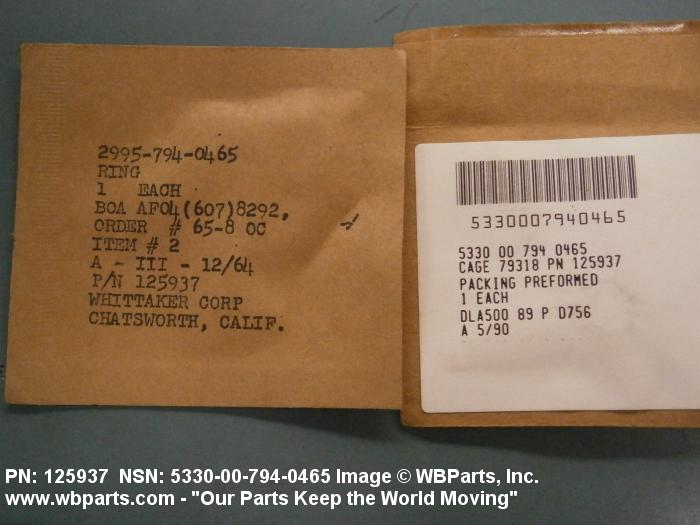 2995-794-0465
RING
1 EACH
BOA AF04(607)8292,
ORDER # 65-8 OC
ITEM # 2
A - III - 12/64
P/N 125937
WHITTAKER CORP
CHATSWORTH, CALIF.
5330007940465
5330 00 794 0465
CAGE 79318 PN 125937
PACKING PREFORMED
1 EACH
DLA500 89 P D756
A 5/90
PN: 125937 NSN: 5330-00-794-0465 Image © WBParts, Inc.
www.wbparts.com - "Our Parts Keep the World Moving"